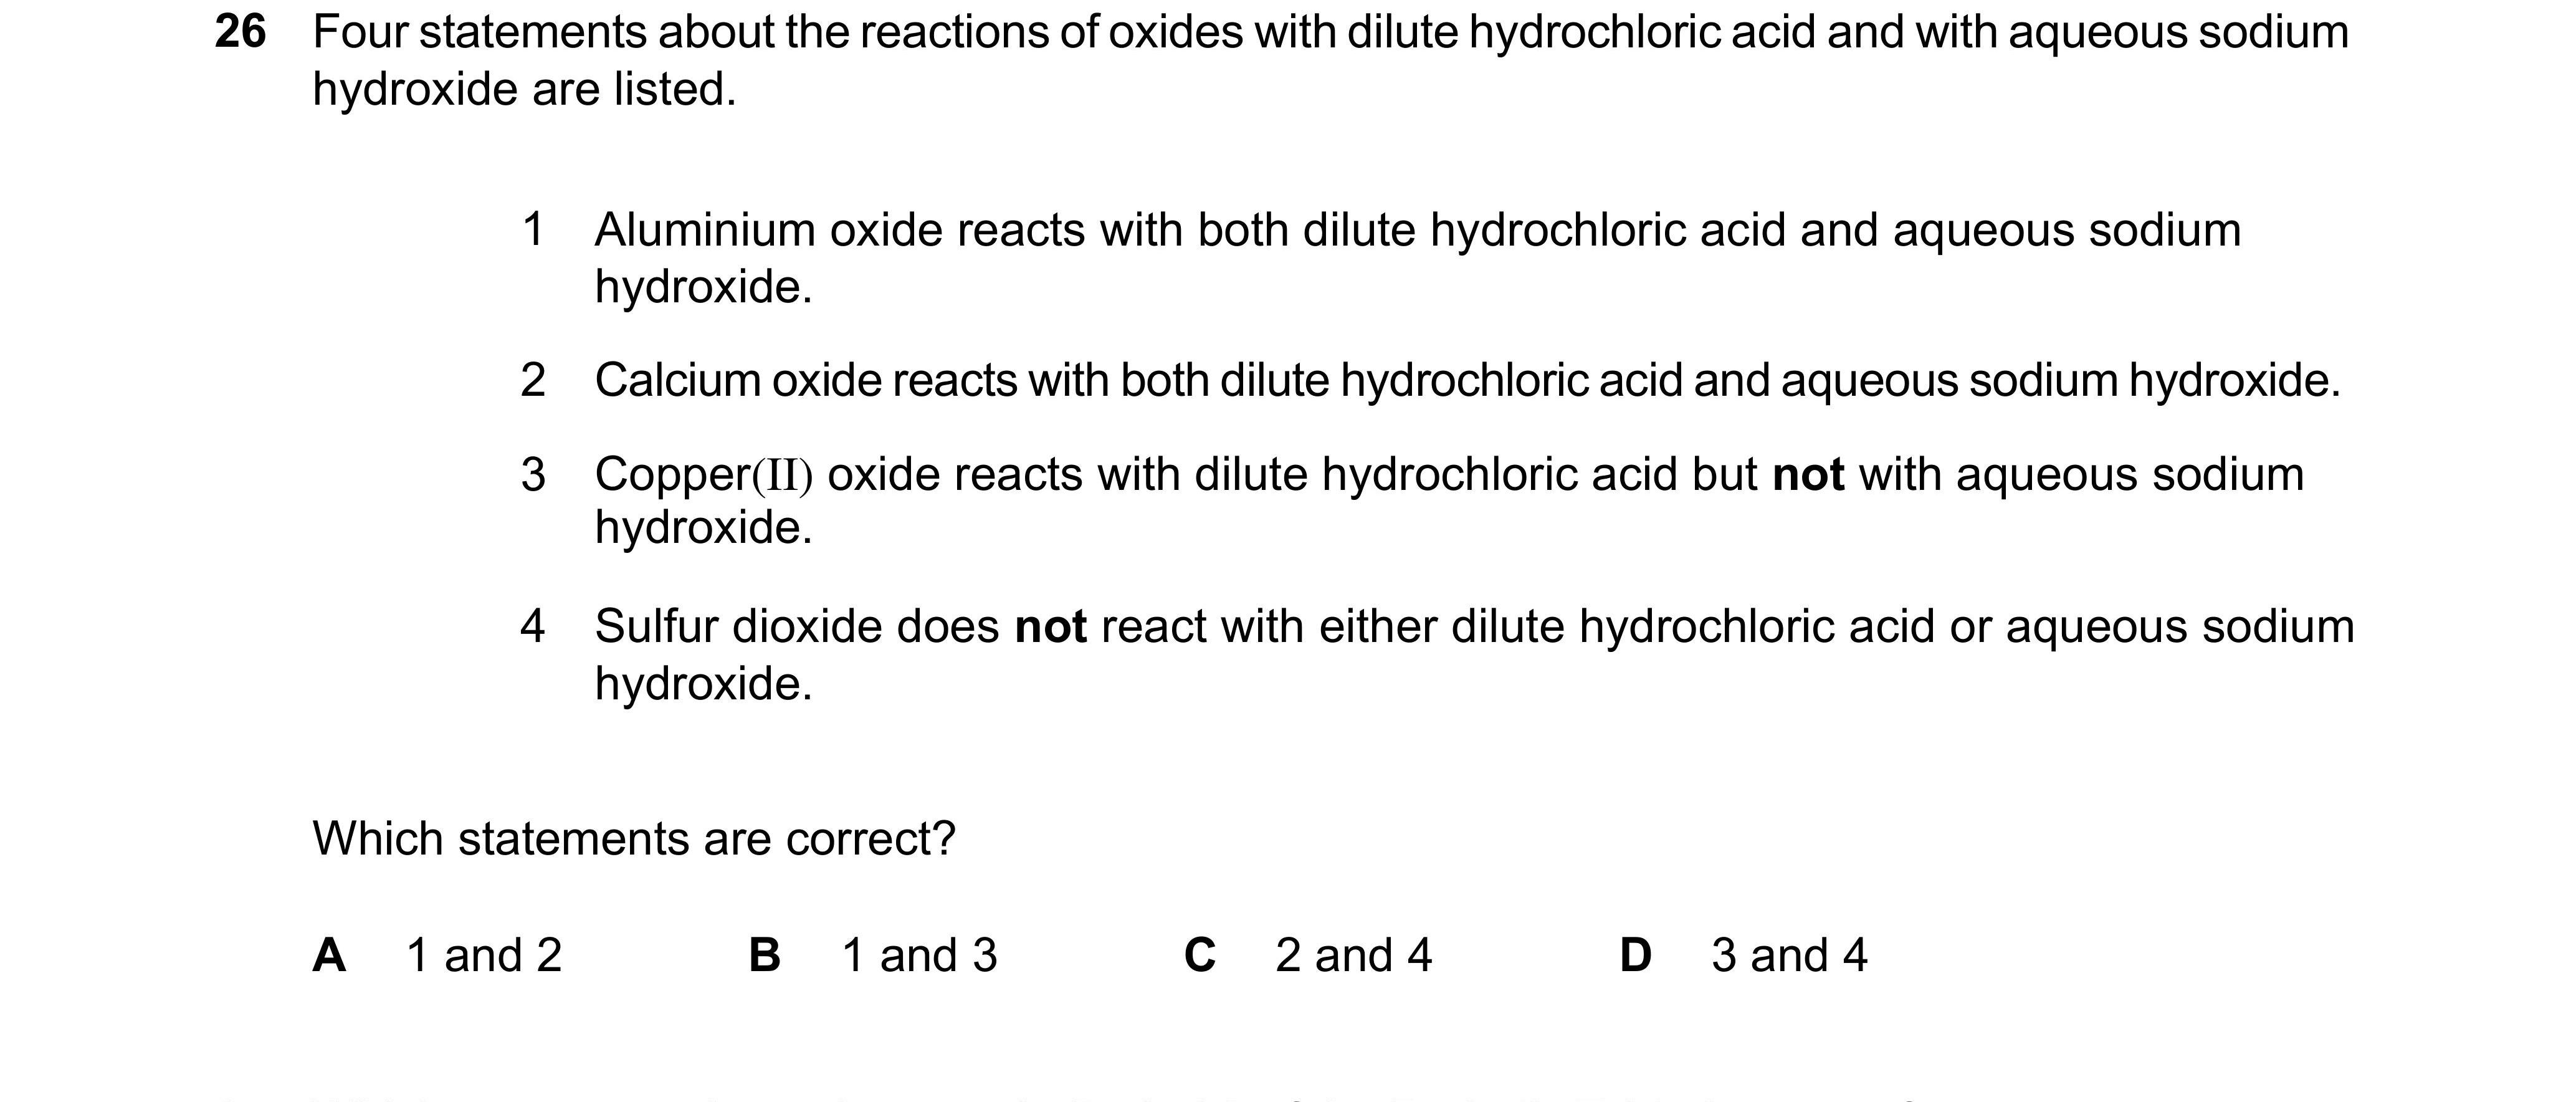 26 Four statements about the reactions of oxides with dilute hydrochloric acid and with aqueous sodium
hydroxide are listed.
1 Aluminium oxide reacts with both dilute hydrochloric acid and aqueous sodium
hydroxide.
2 Calcium oxide reacts with both dilute hydrochloric acid and aqueous sodium hydroxide.
3 Copper(II) oxide reacts with dilute hydrochloric acid but not with aqueous sodium
hydroxide.
4 Sulfur dioxide does not react with either dilute hydrochloric acid or aqueous sodium
hydroxide.
Which statements are correct?
A 1 and 2 B 1 and 3 C 2 and 4 D 3 and 4